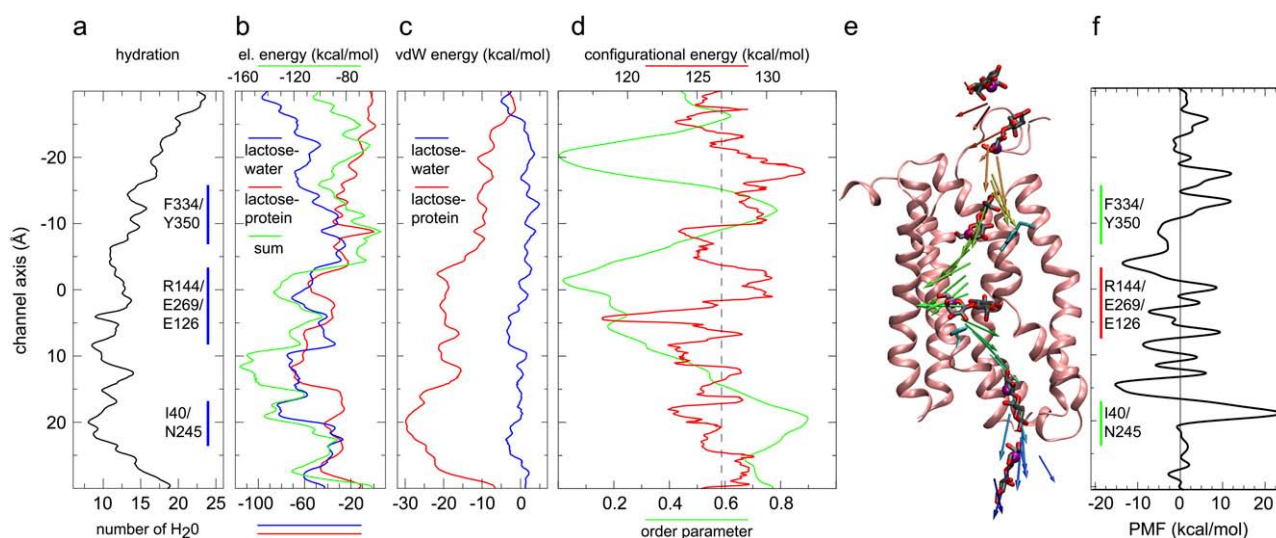 a
hydration
-20
-10
0
10
20
channel axis (Å)
F334/
Y350
R144/
E269/
E126
I40/
N245
10 15 20 25
number of H20
b
el. energy (kcal/mol)
-160 -120 -80
lactose-
water
lactose-
protein
sum
-100 -80 -60 -40 -20
c
vdW energy (kcal/mol)
lactose-
water
lactose-
protein
-30 -20 -10 0
d
configurational energy (kcal/mol)
120 126 130
0.2 0.4 0.6 0.8
order parameter
e
f
F334/
Y350
R144/
E269/
E126
I40/
N245
-20 -10 0 10 20
PMF (kcal/mol)